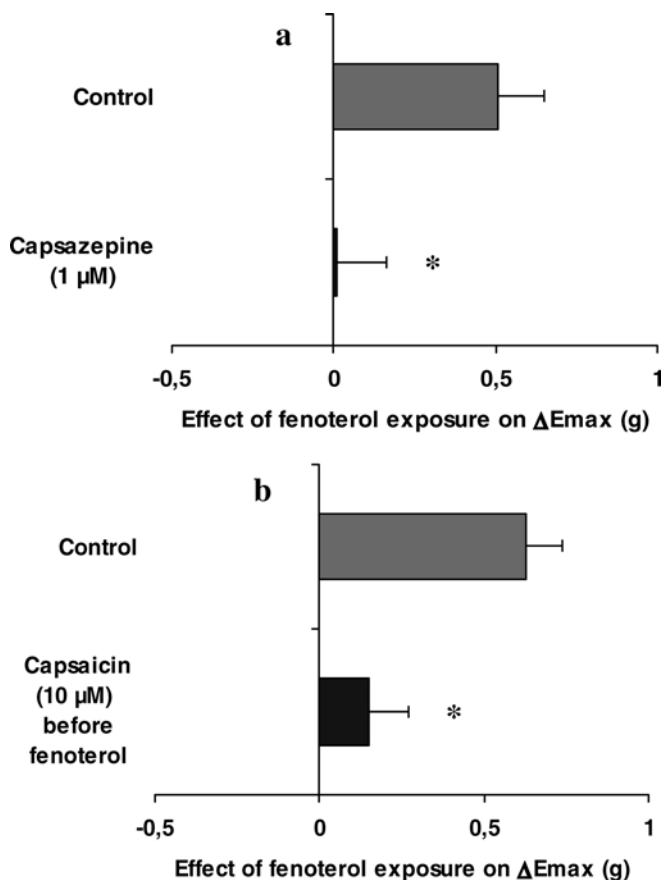 a
Control
Capsazepine
(1 µM)
*
-0,5 0 0,5 1
Effect of fenoterol exposure on ΔEmax (g)
b
Control
Capsaicin
(10 µM)
before
fenoterol
*
-0,5 0 0,5 1
Effect of fenoterol exposure on ΔEmax (g)